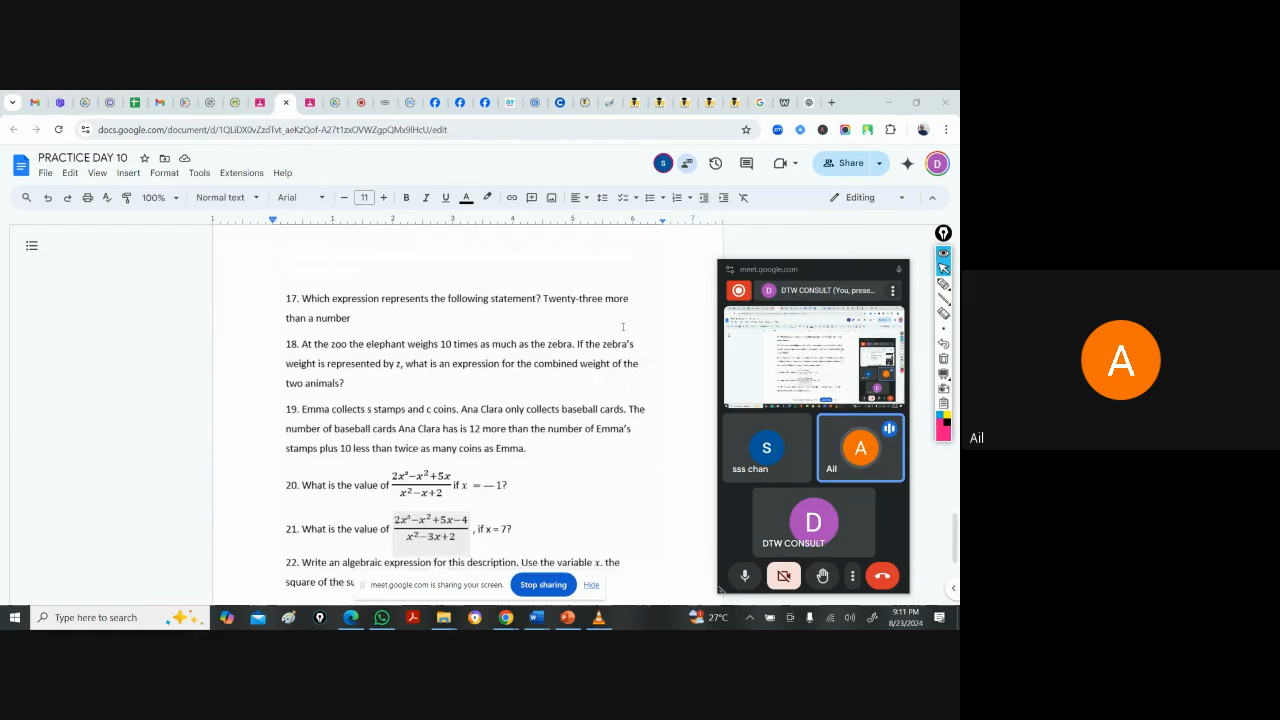 docs.google.com/document/d/1QLiDX0vZzdTvt_aeKzQof-A27t1zxOVWZgpQMx9lHcU/edit
PRACTICE DAY 10
Share
D
S
File Edit View Insert Format Tools Extensions Help
100% Normal text Arial 11 B I U A Editing
1 1 2 3 4 5 6 7
17. Which expression represents the following statement? Twenty-three more
than a number
18. At the zoo the elephant weighs 10 times as much as the zebra. If the zebra's
weight is represented by z, what is an expression for the combined weight of the
two animals?
19. Emma collects s stamps and c coins. Ana Clara only collects baseball cards. The
number of baseball cards Ana Clara has is 12 more than the number of Emma's
stamps plus 10 less than twice as many coins as Emma.
20. What is the value of (2x³−x²+5x)/(x²−x+2) if x = −1?
21. What is the value of (2x³−x²+5x−4)/(x²−3x+2) , if x = 7?
22. Write an algebraic expression for this description. Use the variable x. the
square of the su
meet.google.com is sharing your screen.
Stop sharing
Hide
meet.google.com
D
DTW CONSULT (You, prese...
S
sss chan
A
Ail
D
DTW CONSULT
Type here to search
27°C
9:11 PM
8/23/2024
A
Ail